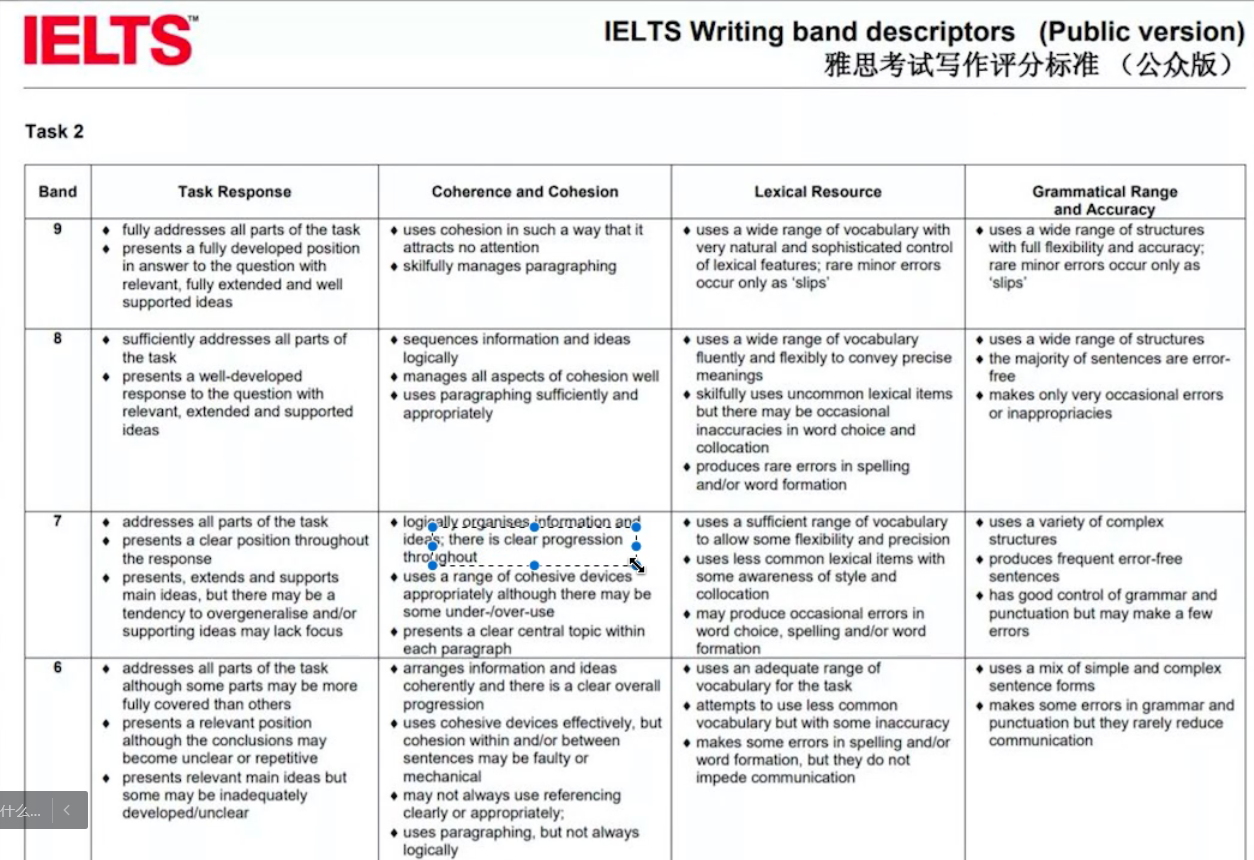 IELTS™
IELTS Writing band descriptors (Public version)
雅思考试写作评分标准 （公众版）
Task 2
Band
Task Response
Coherence and Cohesion
Lexical Resource
Grammatical Range
and Accuracy
9
♦ fully addresses all parts of the task
♦ presents a fully developed position
in answer to the question with
relevant, fully extended and well
supported ideas
♦ uses cohesion in such a way that it
attracts no attention
♦ skilfully manages paragraphing
♦ uses a wide range of vocabulary with
very natural and sophisticated control
of lexical features; rare minor errors
occur only as ‘slips’
♦ uses a wide range of structures
with full flexibility and accuracy;
rare minor errors occur only as
‘slips’
8
♦ sufficiently addresses all parts of
the task
♦ presents a well-developed
response to the question with
relevant, extended and supported
ideas
♦ sequences information and ideas
logically
♦ manages all aspects of cohesion well
♦ uses paragraphing sufficiently and
appropriately
♦ uses a wide range of vocabulary
fluently and flexibly to convey precise
meanings
♦ skilfully uses uncommon lexical items
but there may be occasional
inaccuracies in word choice and
collocation
♦ produces rare errors in spelling
and/or word formation
♦ uses a wide range of structures
♦ the majority of sentences are error-
free
♦ makes only very occasional errors
or inappropriacies
7
♦ addresses all parts of the task
♦ presents a clear position throughout
the response
♦ presents, extends and supports
main ideas, but there may be a
tendency to overgeneralise and/or
supporting ideas may lack focus
♦ logically organises information and
ideas; there is clear progression
throughout
♦ uses a range of cohesive devices
appropriately although there may be
some under-/over-use
♦ presents a clear central topic within
each paragraph
♦ uses a sufficient range of vocabulary
to allow some flexibility and precision
♦ uses less common lexical items with
some awareness of style and
collocation
♦ may produce occasional errors in
word choice, spelling and/or word
formation
♦ uses a variety of complex
structures
♦ produces frequent error-free
sentences
♦ has good control of grammar and
punctuation but may make a few
errors
6
♦ addresses all parts of the task
although some parts may be more
fully covered than others
♦ presents a relevant position
although the conclusions may
become unclear or repetitive
♦ presents relevant main ideas but
some may be inadequately
developed/unclear
♦ arranges information and ideas
coherently and there is a clear overall
progression
♦ uses cohesive devices effectively, but
cohesion within and/or between
sentences may be faulty or
mechanical
♦ may not always use referencing
clearly or appropriately;
♦ uses paragraphing, but not always
logically
♦ uses an adequate range of
vocabulary for the task
♦ attempts to use less common
vocabulary but with some inaccuracy
♦ makes some errors in spelling and/or
word formation, but they do not
impede communication
♦ uses a mix of simple and complex
sentence forms
♦ makes some errors in grammar and
punctuation but they rarely reduce
communication
什么...